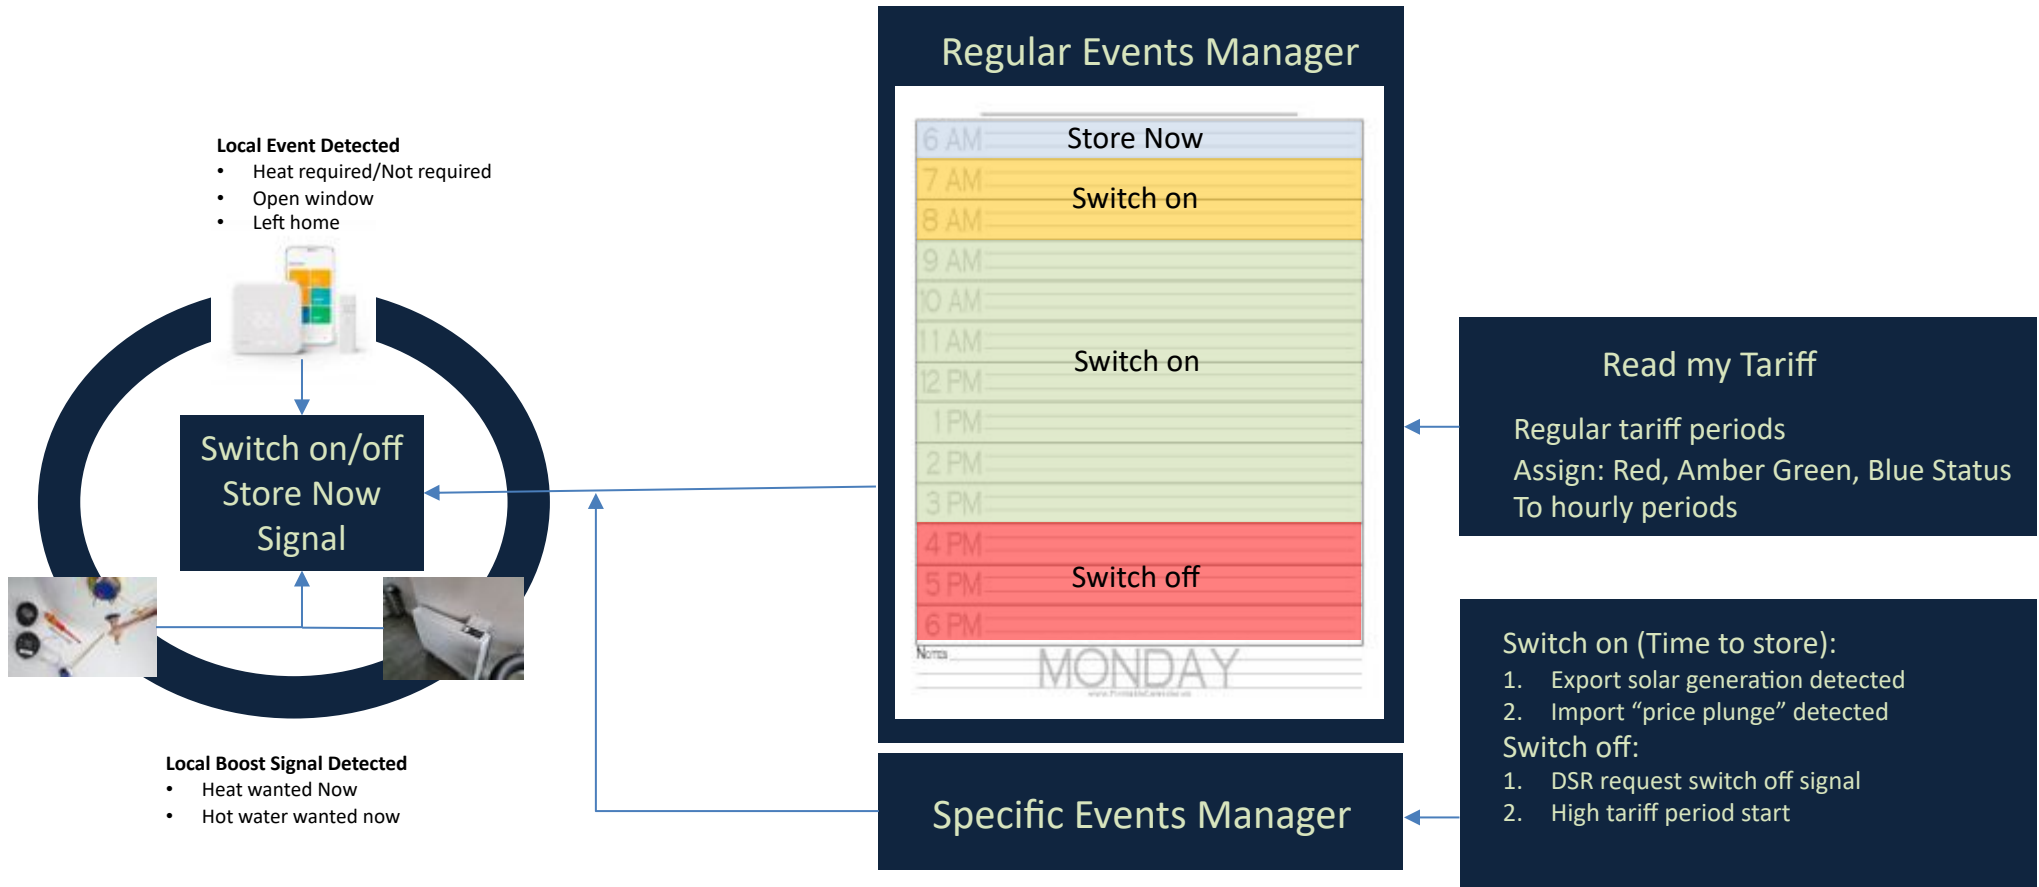 Regular Events Manager
6 AM
Store Now
7 AM
Switch on
8 AM
9 AM
10 AM
11 AM
Switch on
12 PM
1 PM
2 PM
3 PM
4 PM
5 PM
Switch off
6 PM
NOTES
MONDAY
Local Event Detected
• Heat required/Not required
• Open window
• Left home
Switch on/off
Store Now
Signal
Local Boost Signal Detected
• Heat wanted Now
• Hot water wanted now
Specific Events Manager
Read my Tariff
Regular tariff periods
Assign: Red, Amber Green, Blue Status
To hourly periods
Switch on (Time to store):
1. Export solar generation detected
2. Import “price plunge” detected
Switch off:
1. DSR request switch off signal
2. High tariff period start